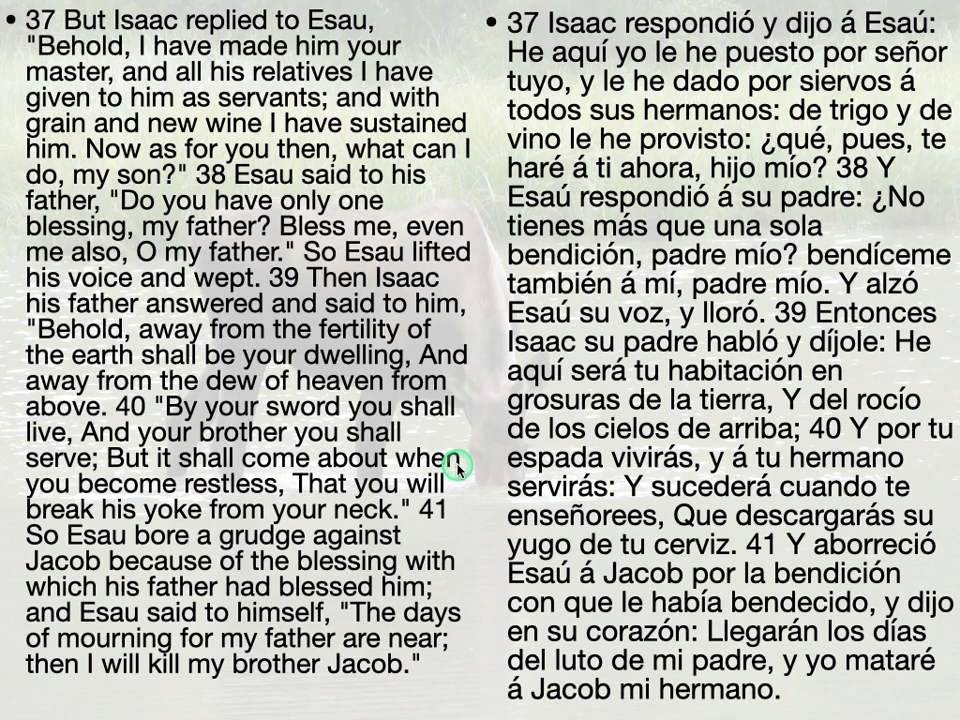 • 37 But Isaac replied to Esau,
"Behold, I have made him your
master, and all his relatives I have
given to him as servants; and with
grain and new wine I have sustained
him. Now as for you then, what can I
do, my son?" 38 Esau said to his
father, "Do you have only one
blessing, my father? Bless me, even
me also, O my father." So Esau lifted
his voice and wept. 39 Then Isaac
his father answered and said to him,
"Behold, away from the fertility of
the earth shall be your dwelling, And
away from the dew of heaven from
above. 40 "By your sword you shall
live, And your brother you shall
serve; But it shall come about when
you become restless, That you will
break his yoke from your neck." 41
So Esau bore a grudge against
Jacob because of the blessing with
which his father had blessed him;
and Esau said to himself, "The days
of mourning for my father are near;
then I will kill my brother Jacob."
• 37 Isaac respondió y dijo á Esaú:
He aquí yo le he puesto por señor
tuyo, y le he dado por siervos á
todos sus hermanos: de trigo y de
vino le he provisto: ¿qué, pues, te
haré á ti ahora, hijo mío? 38 Y
Esaú respondió á su padre: ¿No
tienes más que una sola
bendición, padre mío? bendíceme
también á mí, padre mío. Y alzó
Esaú su voz, y lloró. 39 Entonces
Isaac su padre habló y díjole: He
aquí será tu habitación en
grosuras de la tierra, Y del rocío
de los cielos de arriba; 40 Y por tu
espada vivirás, y á tu hermano
servirás: Y sucederá cuando te
enseñorees, Que descargarás su
yugo de tu cerviz. 41 Y aborreció
Esaú á Jacob por la bendición
con que le había bendecido, y dijo
en su corazón: Llegarán los días
del luto de mi padre, y yo mataré
á Jacob mi hermano.